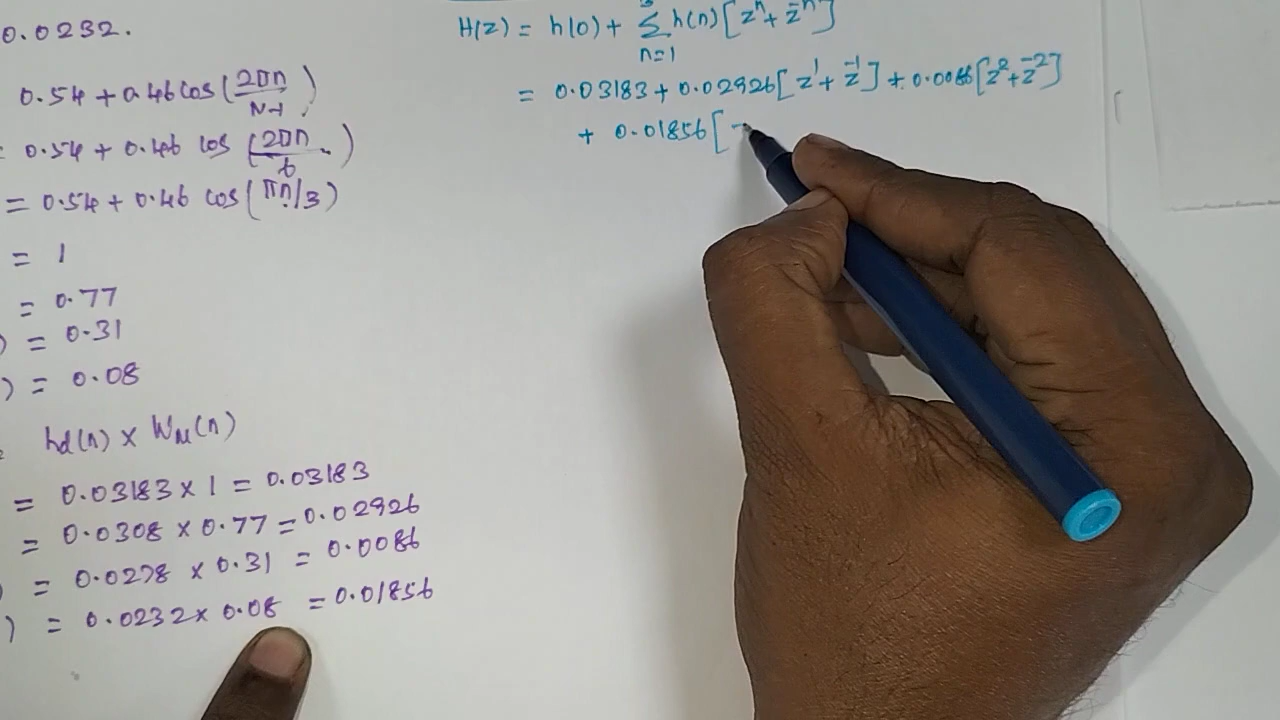 0.0232.
0.54 + 0.46 cos(2πn/N-1)
= 0.54 + 0.46 cos (2πn/6)
= 0.54 + 0.46 cos(πn/3)
= 1
= 0.77
) = 0.31
) = 0.08
hd(n) × WH(n)
= 0.03183 × 1 = 0.03183
= 0.0308 × 0.77 = 0.02926
) = 0.0278 × 0.31 = 0.0086
) = 0.0232 × 0.08 = 0.01856
H(z) = h(0) + 3∑n=1 h(n) [z^n + z^-n]
= 0.03183 + 0.02926[z^1 + z^-1] + 0.0086[z^2 + z^-2]
+ 0.01856[